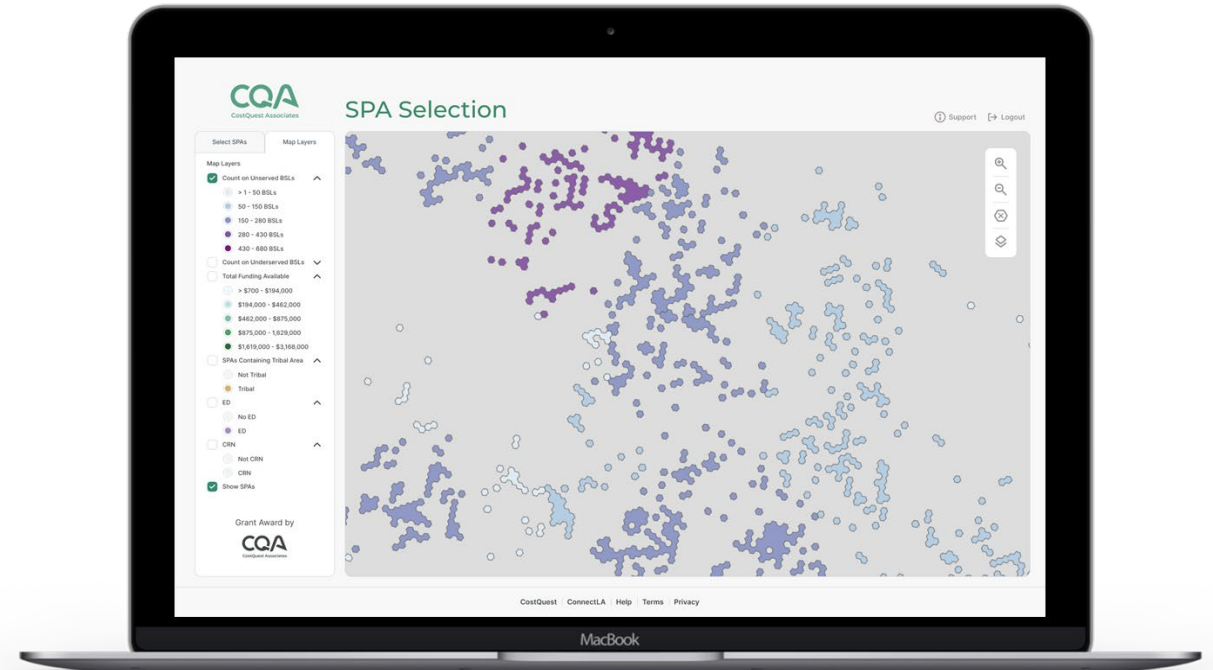 CQA
CostQuest Associates
SPA Selection
Support
Logout
Select SPAs
Map Layers
Map Layers
Count on Unserved BSLs
> 1 - 50 BSLs
50 - 150 BSLs
150 - 280 BSLs
280 - 430 BSLs
430 - 680 BSLs
Count on Underserved BSLs
Total Funding Available
> $700 - $194,000
$194,000 - $462,000
$462,000 - $875,000
$875,000 - 1,629,000
$1,619,000 - $3,168,000
SPAs Containing Tribal Area
Not Tribal
Tribal
ED
No ED
ED
CRN
Not CRN
CRN
Show SPAs
Grant Award by
CQA
CostQuest Associates
CostQuest | ConnectLA | Help | Terms | Privacy
MacBook